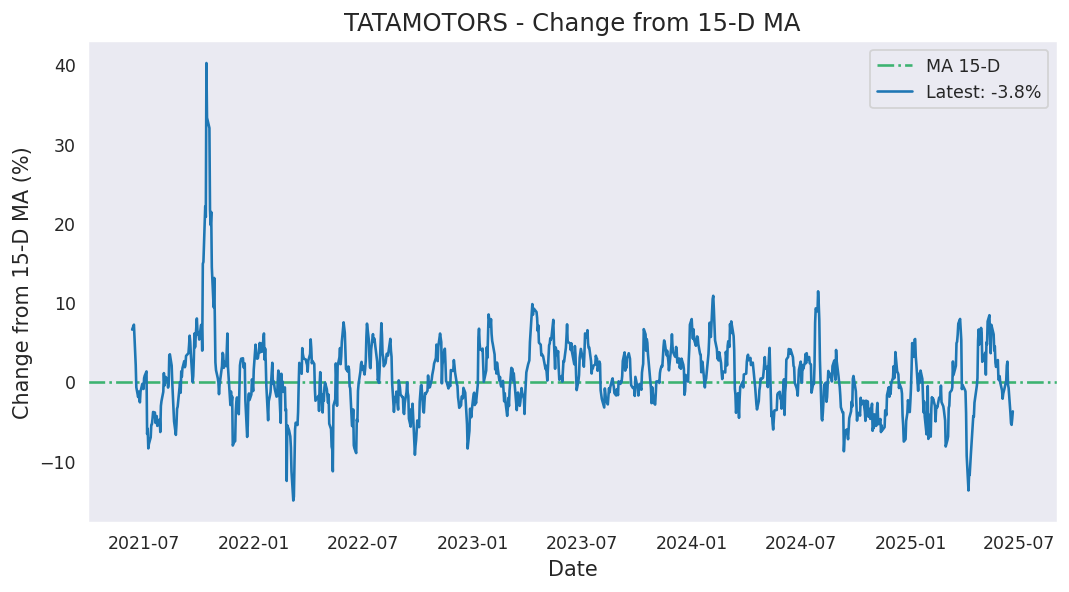 TATAMOTORS - Change from 15-D MA
MA 15-D
Latest: -3.8%
Change from 15-D MA (%)
40
30
20
10
0
−10
2021-07 2022-01 2022-07 2023-01 2023-07 2024-01 2024-07 2025-01 2025-07
Date